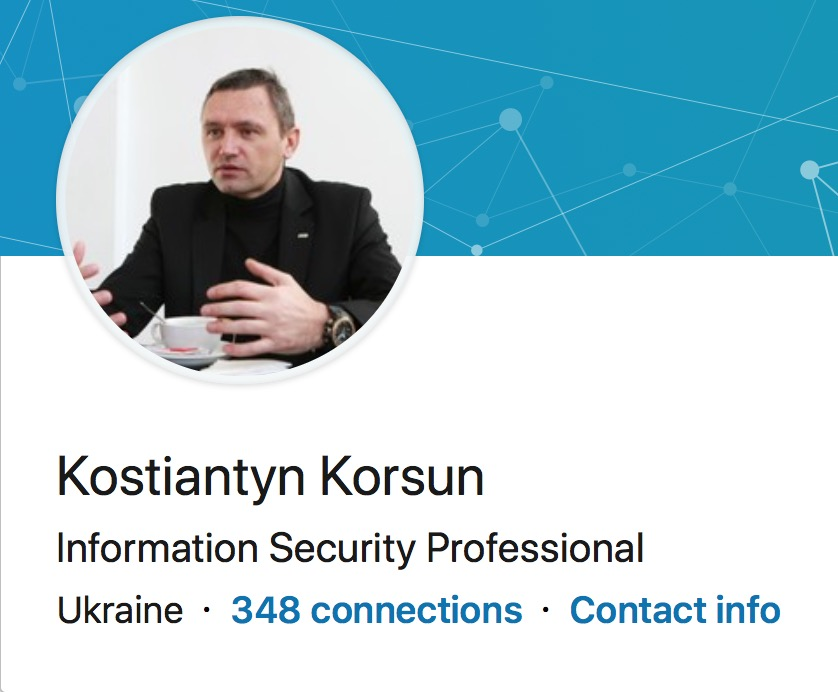 Kostiantyn Korsun
Information Security Professional
Ukraine · 348 connections · Contact info